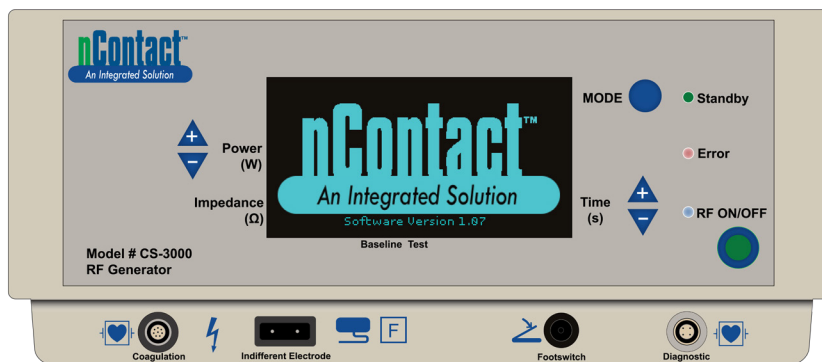 nContact™
An Integrated Solution
MODE
Standby
+
−
Power
(W)
nContact™
Error
Impedance
(Ω)
An Integrated Solution
Time
(s)
+
−
RF ON/OFF
Software Version 1.07
Baseline Test
Model # CS-3000
RF Generator
F
Coagulation
Indifferent Electrode
Footswitch
Diagnostic